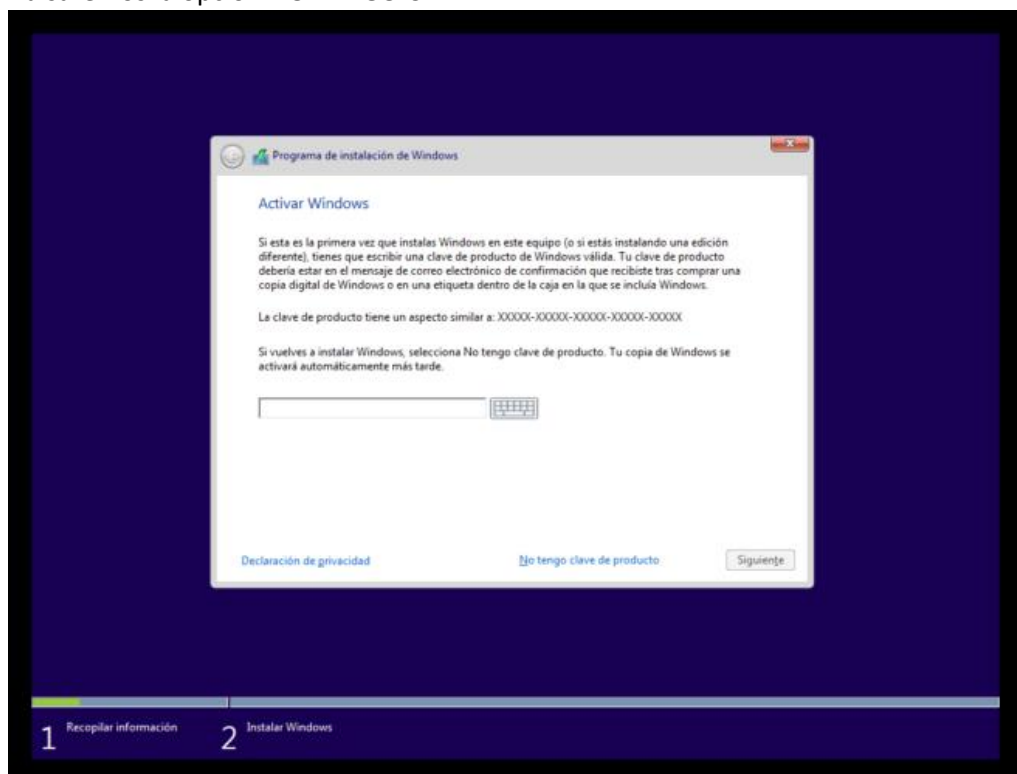 Programa de instalación de Windows
Activar Windows
Si esta es la primera vez que instalas Windows en este equipo (o si estás instalando una edición
diferente), tienes que escribir una clave de producto de Windows válida. Tu clave de producto
debería estar en el mensaje de correo electrónico de confirmación que recibiste tras comprar una
copia digital de Windows o en una etiqueta dentro de la caja en la que se incluía Windows.
La clave de producto tiene un aspecto similar a: XXXXX-XXXXX-XXXXX-XXXXX-XXXXX
Si vuelves a instalar Windows, selecciona No tengo clave de producto. Tu copia de Windows se
activará automáticamente más tarde.
Declaración de privacidad
No tengo clave de producto
Siguiente
1 Recopilar información
2 Instalar Windows